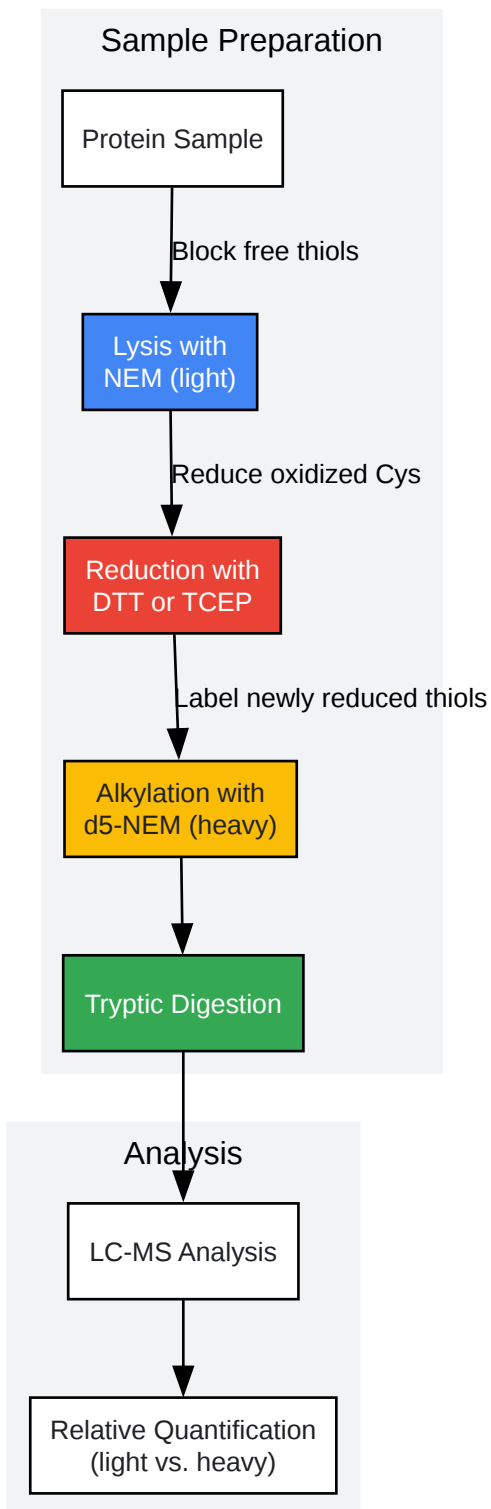 Sample Preparation
Protein Sample
Block free thiols
Lysis with
NEM (light)
Reduce oxidized Cys
Reduction with
DTT or TCEP
Label newly reduced thiols
Alkylation with
d5-NEM (heavy)
Tryptic Digestion
Analysis
LC-MS Analysis
Relative Quantification
(light vs. heavy)